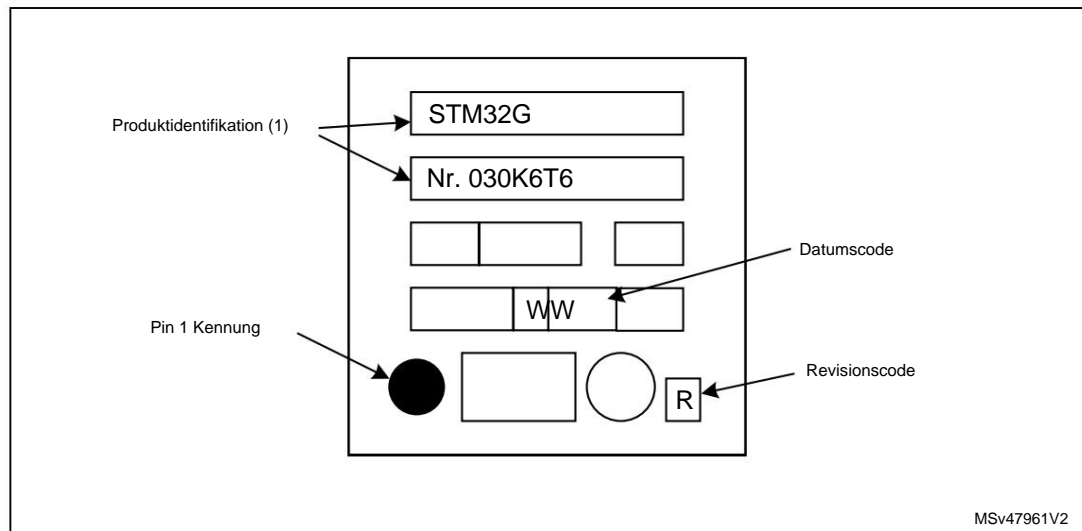 STM32G
Produktidentifikation (1)
Nr. 030K6T6
Datumscode
WW
Pin 1 Kennung
Revisionscode
R
MSv47961V2